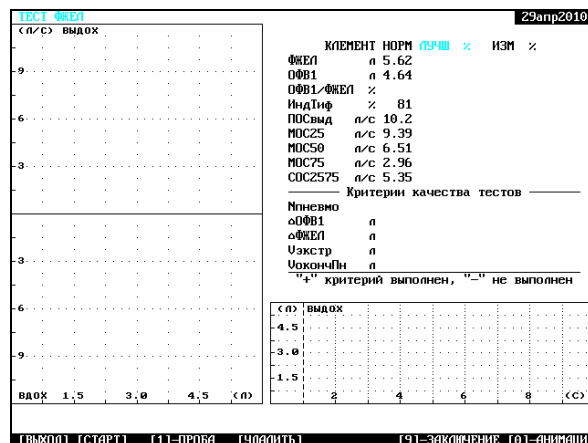 ТЕСТ ФЖЕЛ
29апр2010
(Л/С) ВЫДОХ
9
6
3
3
6
9
ВДОХ 1.5 3.0 4.5 (Л)
КЛЕМЕНТ НОРМ ЛУЧШ % ИЗМ %
ФЖЕЛ л 5.62
ОФВ1 л 4.64
ОФВ1/ФЖЕЛ %
ИндТиф % 81
ПОСвыд л/с 10.2
МОС25 л/с 9.39
МОС50 л/с 6.51
МОС75 л/с 2.96
СОС2575 л/с 5.35
Критерии качества тестов
Nпневмо
△ОФВ1 л
△ФЖЕЛ л
Vэкстр л
VокончПн л
"+" критерий выполнен, "-" не выполнен
(Л) ВЫДОХ
4.5
3.0
1.5
2 4 6 8 (С)
[ВЫХОД] [СТАРТ] [1]-ПРОБА [УДАЛИТЬ] [9]-ЗАКЛЮЧЕНИЕ [0]-АНИМАЦИ